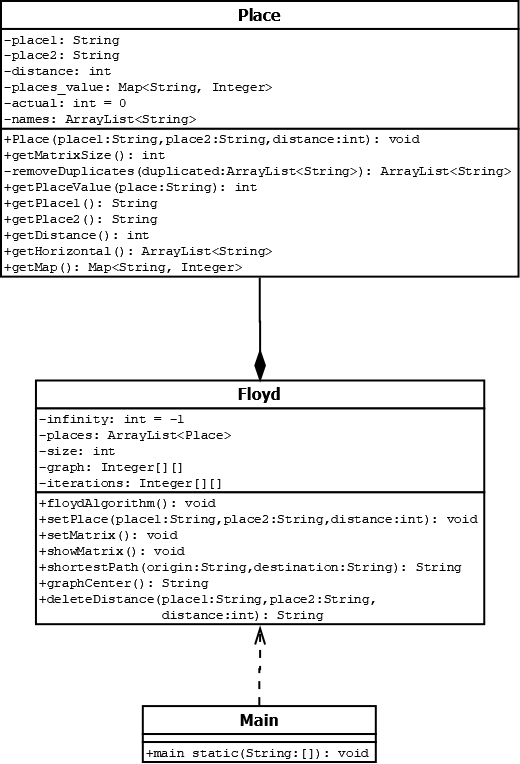 Place
-place1: String
-place2: String
-distance: int
-places_value: Map<String, Integer>
-actual: int = 0
-names: ArrayList<String>
+Place(place1:String,place2:String,distance:int): void
+getMatrixSize(): int
-removeDuplicates(duplicated:ArrayList<String>): ArrayList<String>
+getPlaceValue(place:String): int
+getPlace1(): String
+getPlace2(): String
+getDistance(): int
+getHorizontal(): ArrayList<String>
+getMap(): Map<String, Integer>
Floyd
-infinity: int = -1
-places: ArrayList<Place>
-size: int
-graph: Integer[][]
-iterations: Integer[][]
+floydAlgorithm(): void
+setPlace(place1:String,place2:String,distance:int): void
+setMatrix(): void
+showMatrix(): void
+shortestPath(origin:String,destination:String): String
+graphCenter(): String
+deleteDistance(place1:String,place2:String,
distance:int): String
Main
+main static(String:[]): void